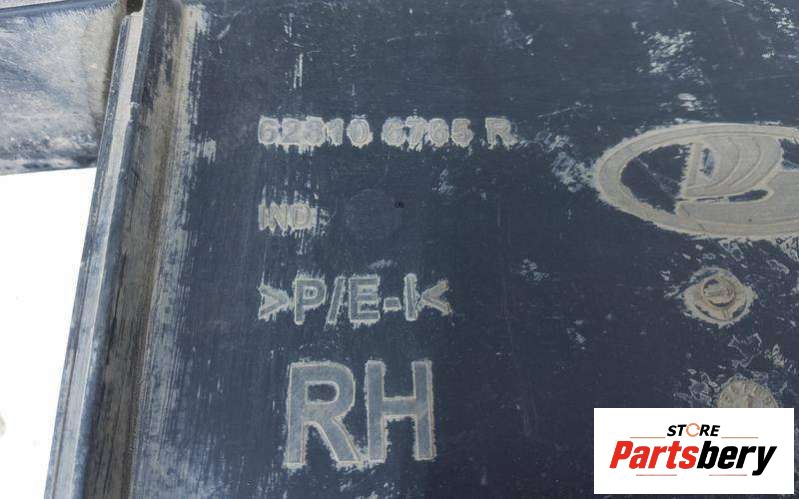 62810 6765 R
IND
>P/E-I<
RH
STORE
Partsbery